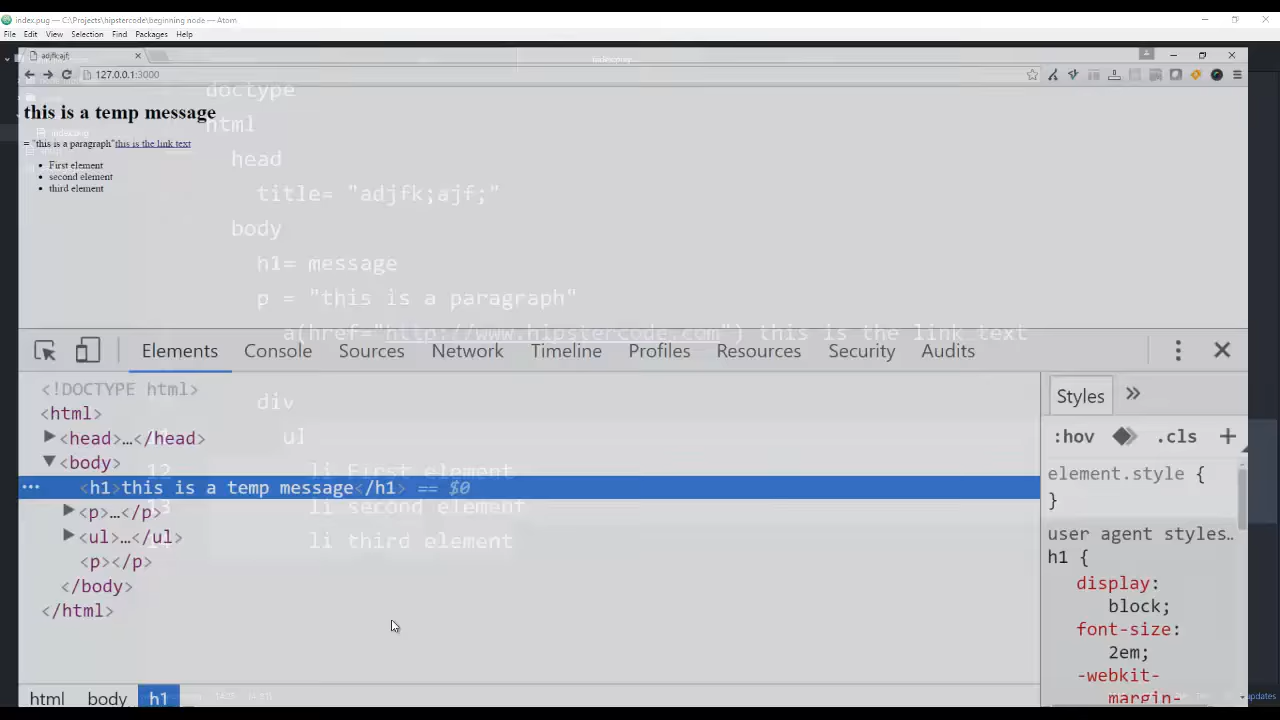 index.pug — C:\Projects\hipstercode\beginning node — Atom
File Edit View Selection Find Packages Help
adjfk;ajf;
127.0.0.1:3000
doctype
this is a temp message
html
index.pug
= "this is a paragraph"this is the link text
head
First element
second element
third element
title= "adjfk;ajf;"
body
h1= message
p = "this is a paragraph"
a(href="http://www.hipstercode.com") this is the link text
Elements Console Sources Network Timeline Profiles Resources Security Audits
<!DOCTYPE html>
div
<html>
<head>…</head>
ul
<body>
12 li First element
<h1>this is a temp message</h1> == $0
13 li second element
<p>…</p>
<ul>…</ul>
14 li third element
<p></p>
</body>
</html>
html body h1
Styles »
:hov .cls +
element.style {
}
user agent styles…
h1 {
display:
block;
font-size:
2em;
-webkit-
margin-
updates